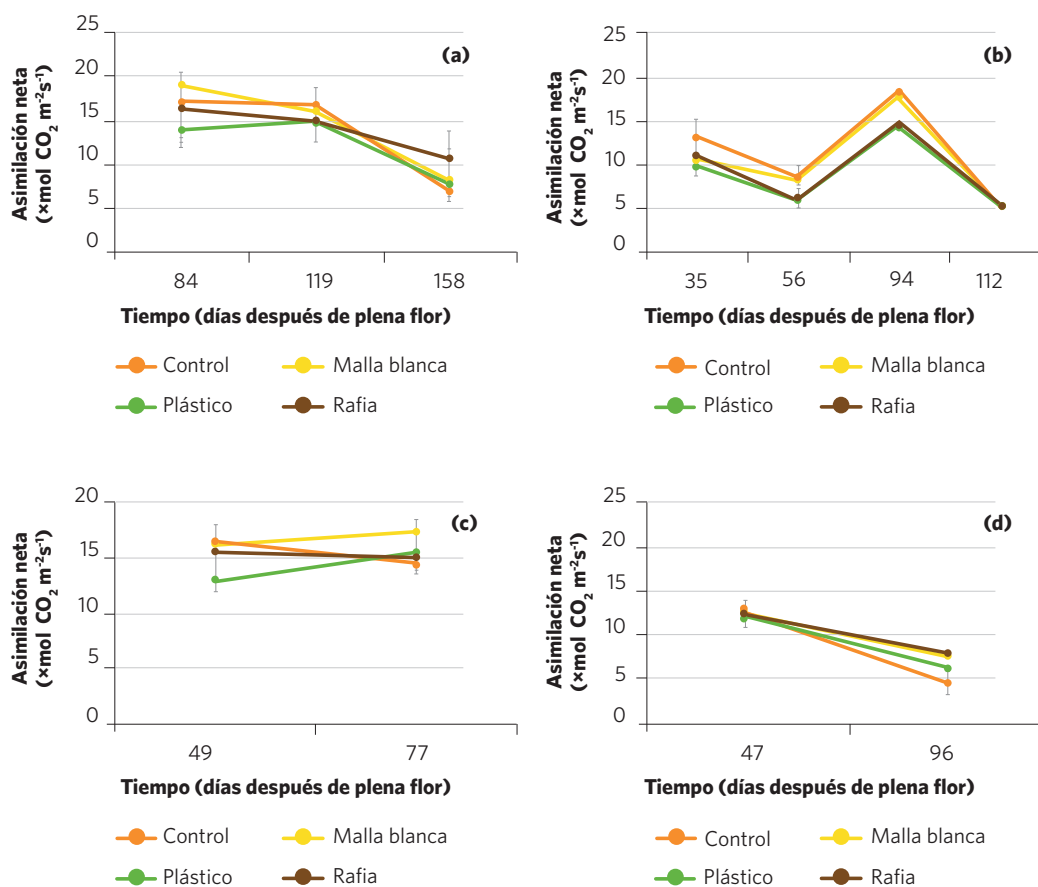 25
20
15
10
5
0
Asimilación neta
(×mol CO₂ m⁻²s⁻¹)
(a)
84 119 158
Tiempo (días después de plena flor)
Control Malla blanca
Plástico Rafia
25
20
15
10
5
0
Asimilación neta
(×mol CO₂ m⁻²s⁻¹)
(b)
35 56 94 112
Tiempo (días después de plena flor)
Control Malla blanca
Plástico Rafia
20
15
10
5
0
Asimilación neta
(×mol CO₂ m⁻²s⁻¹)
(c)
49 77
Tiempo (días después de plena flor)
Control Malla blanca
Plástico Rafia
25
20
15
10
5
0
Asimilación neta
(×mol CO₂ m⁻²s⁻¹)
(d)
47 96
Tiempo (días después de plena flor)
Control Malla blanca
Plástico Rafia